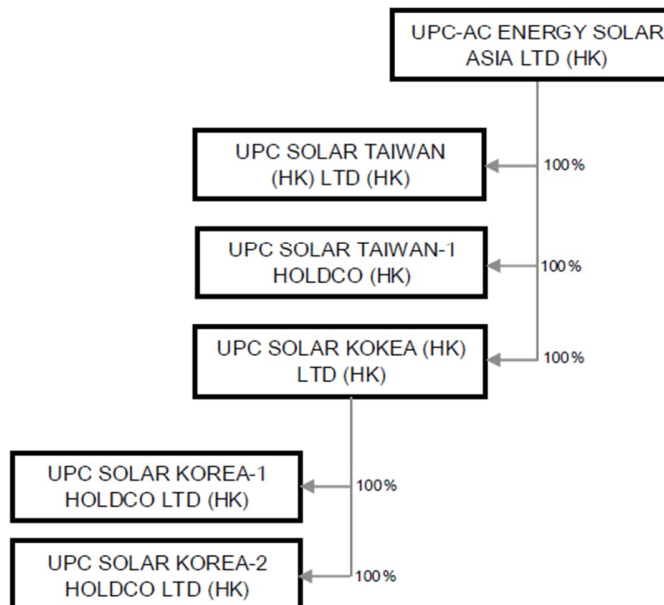 UPC-AC ENERGY SOLAR
ASIA LTD (HK)
UPC SOLAR TAIWAN
(HK) LTD (HK)
100%
UPC SOLAR TAIWAN-1
HOLDCO (HK)
100%
UPC SOLAR KOKEA (HK)
LTD (HK)
100%
UPC SOLAR KOREA-1
HOLDCO LTD (HK)
100%
UPC SOLAR KOREA-2
HOLDCO LTD (HK)
100%